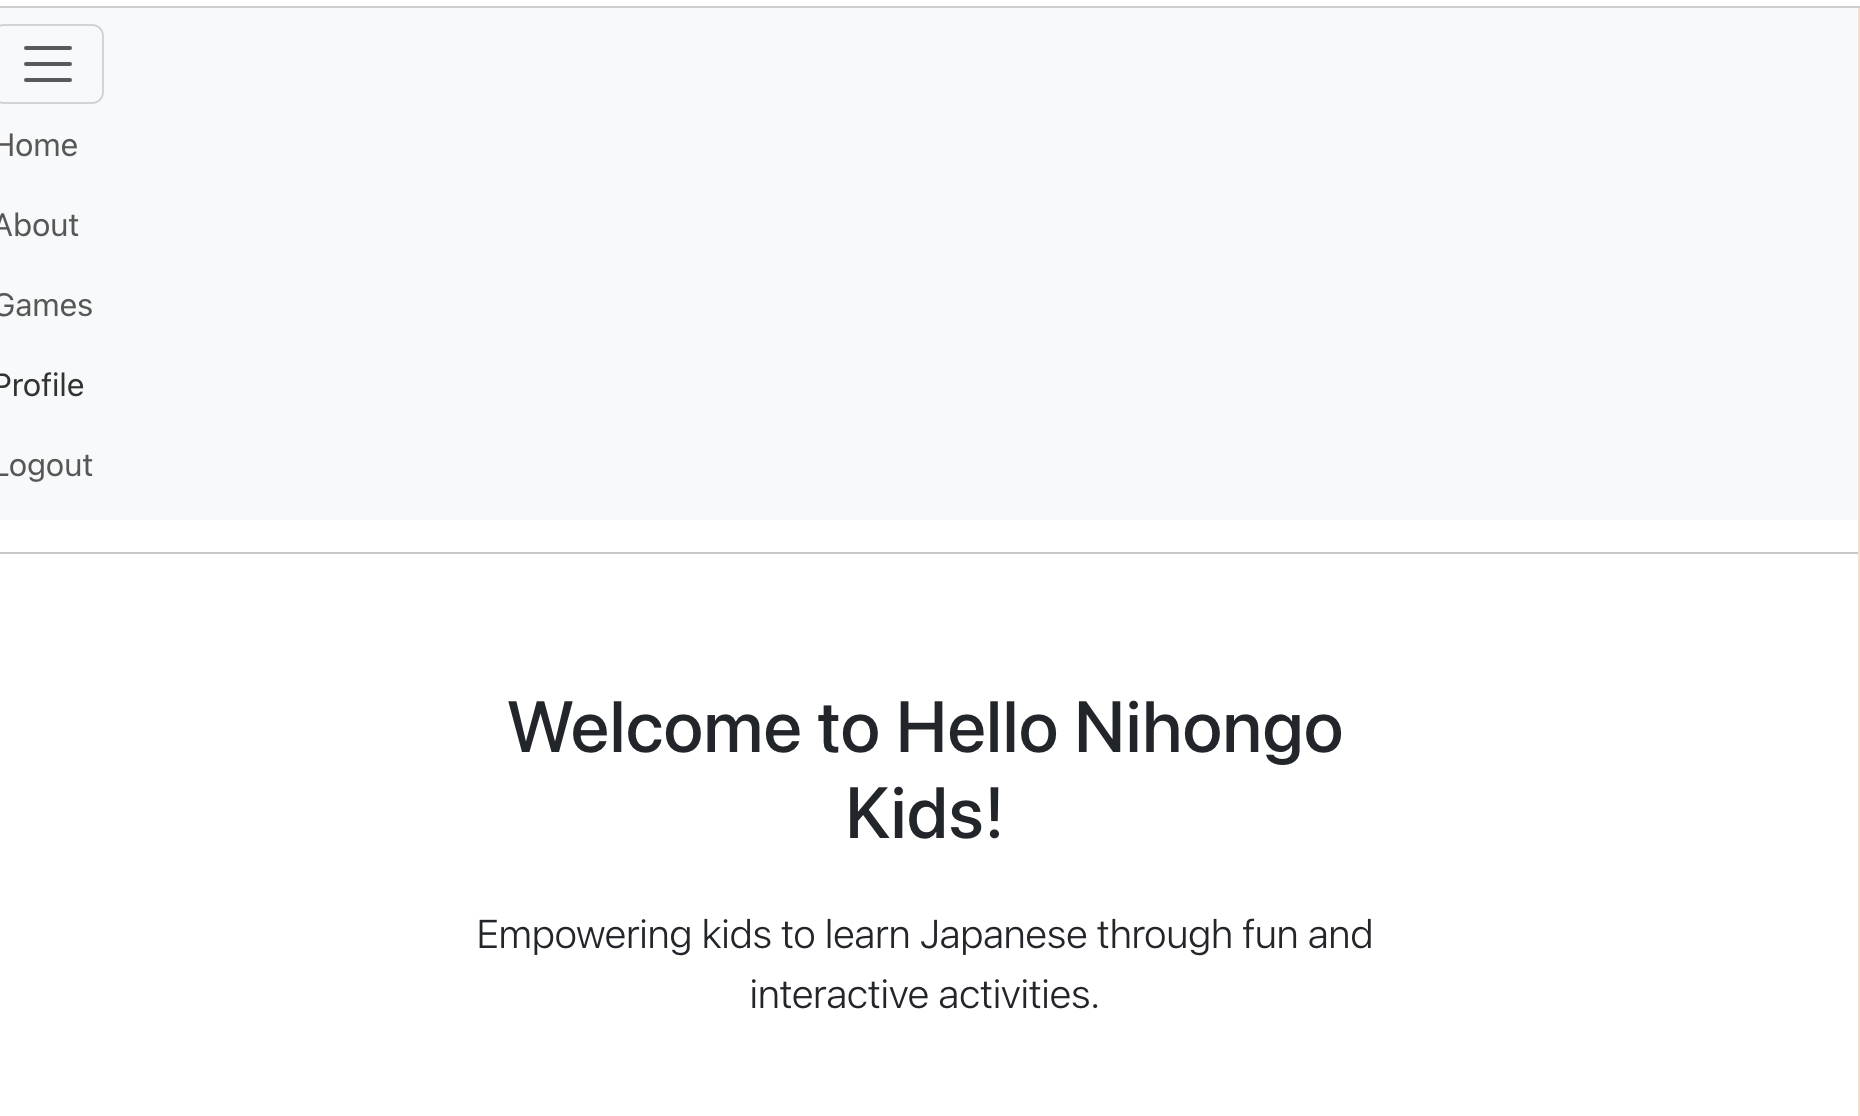 Home
About
Games
Profile
Logout
Welcome to Hello Nihongo
Kids!
Empowering kids to learn Japanese through fun and
interactive activities.